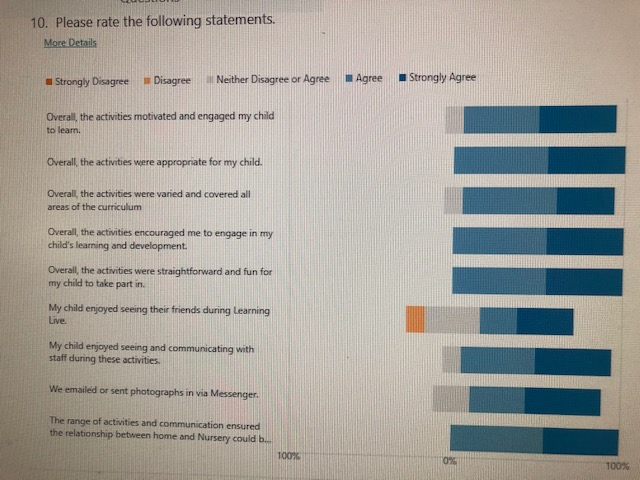 10. Please rate the following statements.
More Details
Strongly Disagree Disagree Neither Disagree or Agree Agree Strongly Agree
Overall, the activities motivated and engaged my child
to learn.
Overall, the activities were appropriate for my child.
Overall, the activities were varied and covered all
areas of the curriculum
Overall, the activities encouraged me to engage in my
child's learning and development.
Overall, the activities were straightforward and fun for
my child to take part in.
My child enjoyed seeing their friends during Learning
Live.
My child enjoyed seeing and communicating with
staff during these activities.
We emailed or sent photographs in via Messenger.
The range of activities and communication ensured
the relationship between home and Nursery could b...
100% 0% 100%